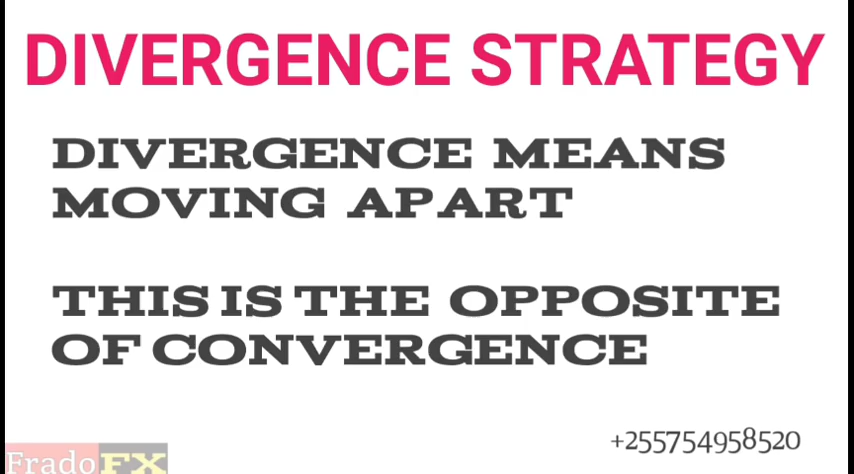 DIVERGENCE STRATEGY
DIVERGENCE MEANS
MOVING APART
THIS IS THE OPPOSITE
OF CONVERGENCE
+255754958520
FradoFX